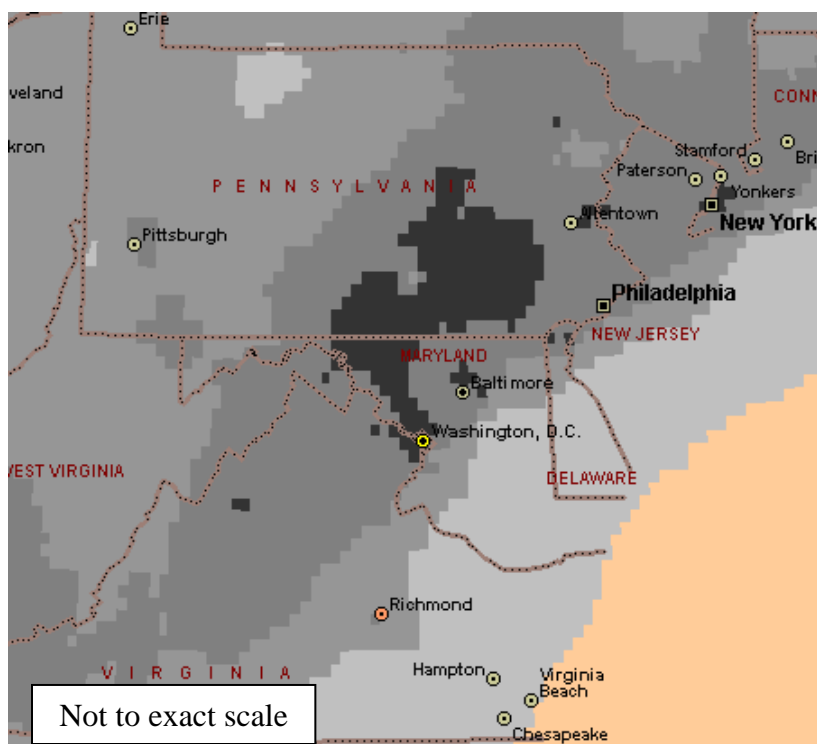 Erie
veland
CONN
kron
Stamford
Bri
Paterson
PENNSYLVANIA
Yonkers
Allentown
New York
Pittsburgh
Philadelphia
NEW JERSEY
MARYLAND
Baltimore
Washington, D.C.
WEST VIRGINIA
DELAWARE
Richmond
VIRGINIA
Hampton
Virginia
Beach
Not to exact scale
Chesapeake